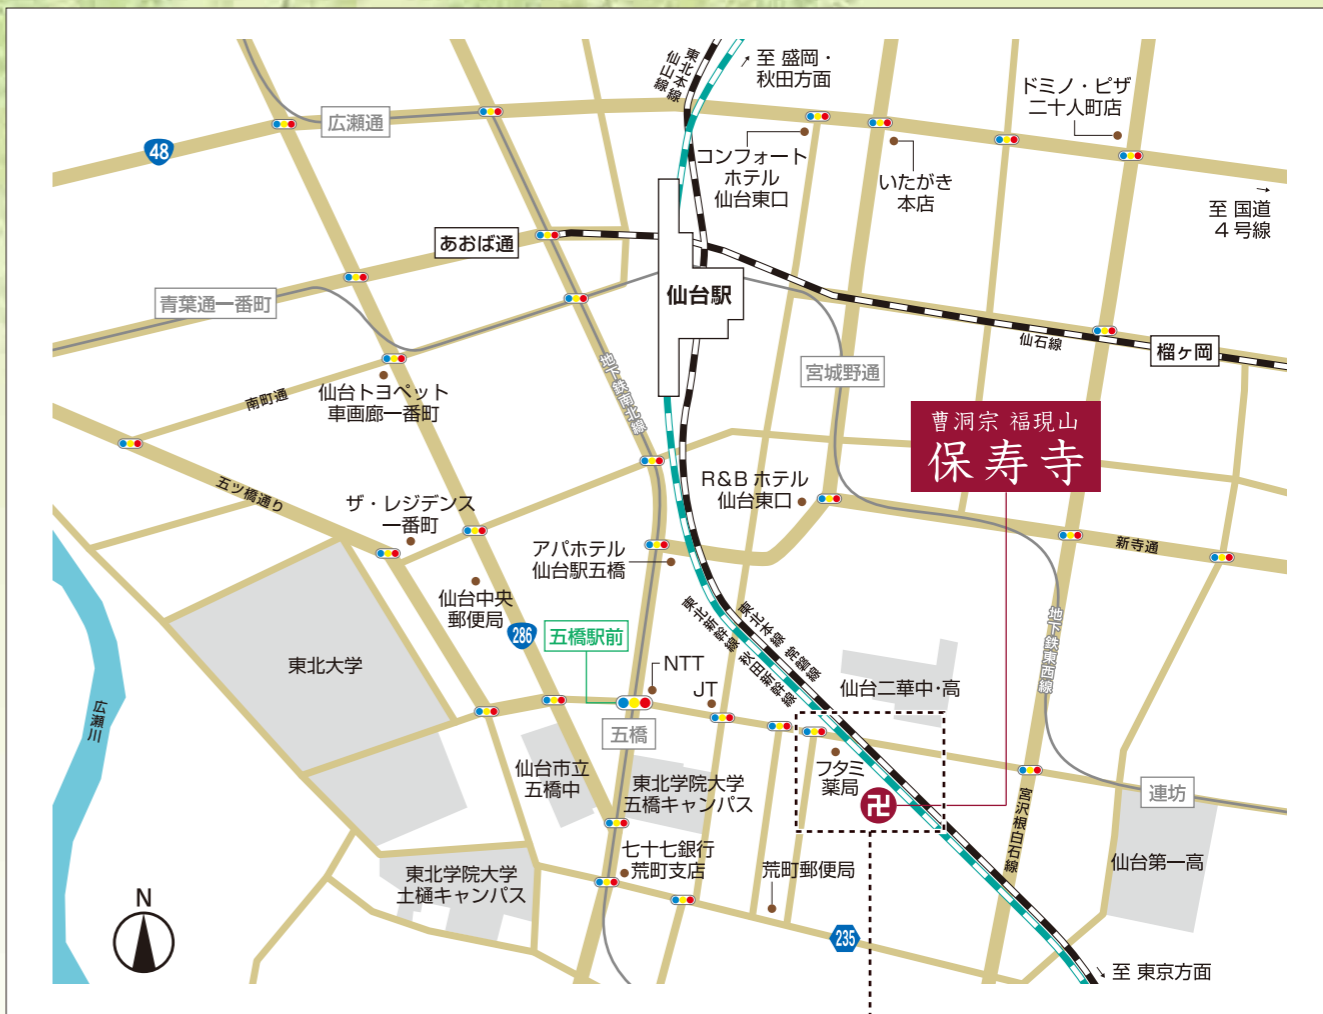 東北本線
仙山線
至 盛岡・
秋田方面
ドミノ・ピザ
二十人町店
広瀬通
48
コンフォート
ホテル
仙台東口
いたがき
本店
至 国道
4 号線
あおば通
青葉通一番町
仙台駅
仙石線
榴ヶ岡
宮城野通
地下鉄南北線
南町通
仙台トヨペット
車画廊一番町
曹洞宗 福現山
保寿寺
五ツ橋通り
ザ・レジデンス
一番町
R&B ホテル
仙台東口
新寺通
アパホテル
仙台駅五橋
仙台中央
郵便局
286
五橋駅前
東北新幹線
秋田新幹線
東北本線
常磐線
地下鉄東西線
東北大学
NTT
JT
仙台二華中・高
広瀬川
五橋
仙台市立
五橋中
東北学院大学
五橋キャンパス
フタミ
薬局
卍
宮沢根白石線
連坊
七十七銀行
荒町支店
荒町郵便局
仙台第一高
東北学院大学
土樋キャンパス
N
235
至 東京方面